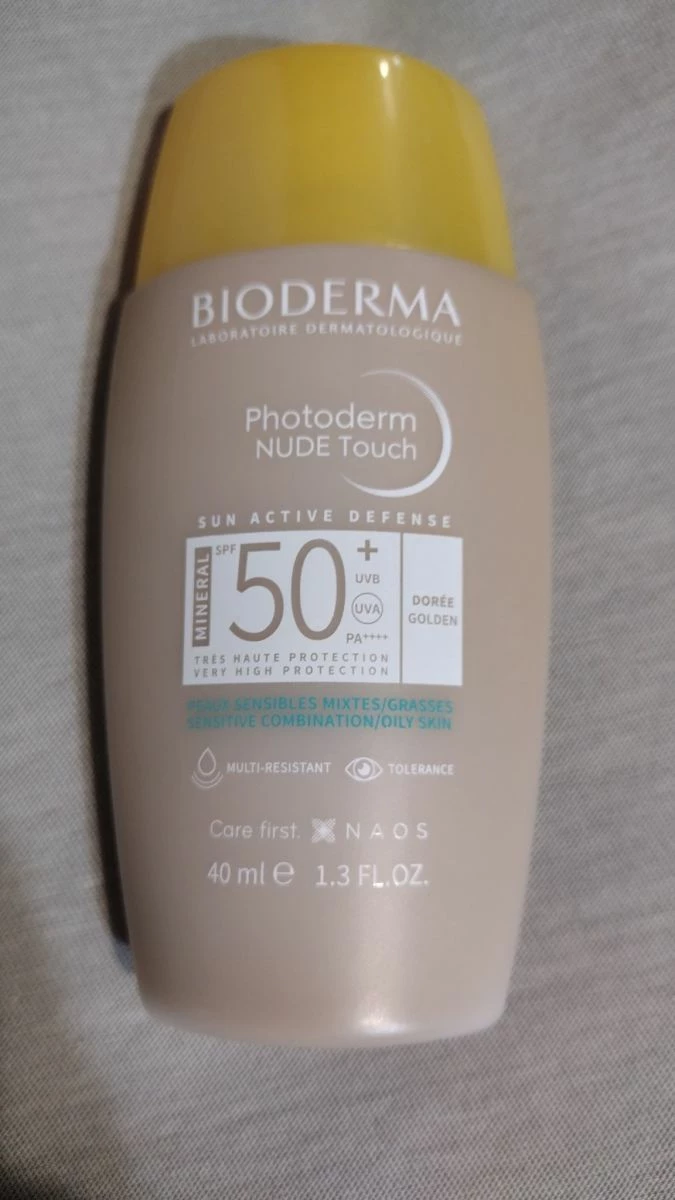 BIODERMA
LABORATOIRE DERMATOLOGIQUE
Photoderm
NUDE Touch
SUN ACTIVE DEFENSE
MINERAL
SPF 50+
UVB
UVA
PA++++
DORÉE
GOLDEN
TRÈS HAUTE PROTECTION
VERY HIGH PROTECTION
PEAUX SENSIBLES MIXTES/GRASSES
SENSITIVE COMBINATION/OILY SKIN
MULTI-RESISTANT TOLERANCE
Care first. NAOS
40 ml e 1.3 FL.OZ.